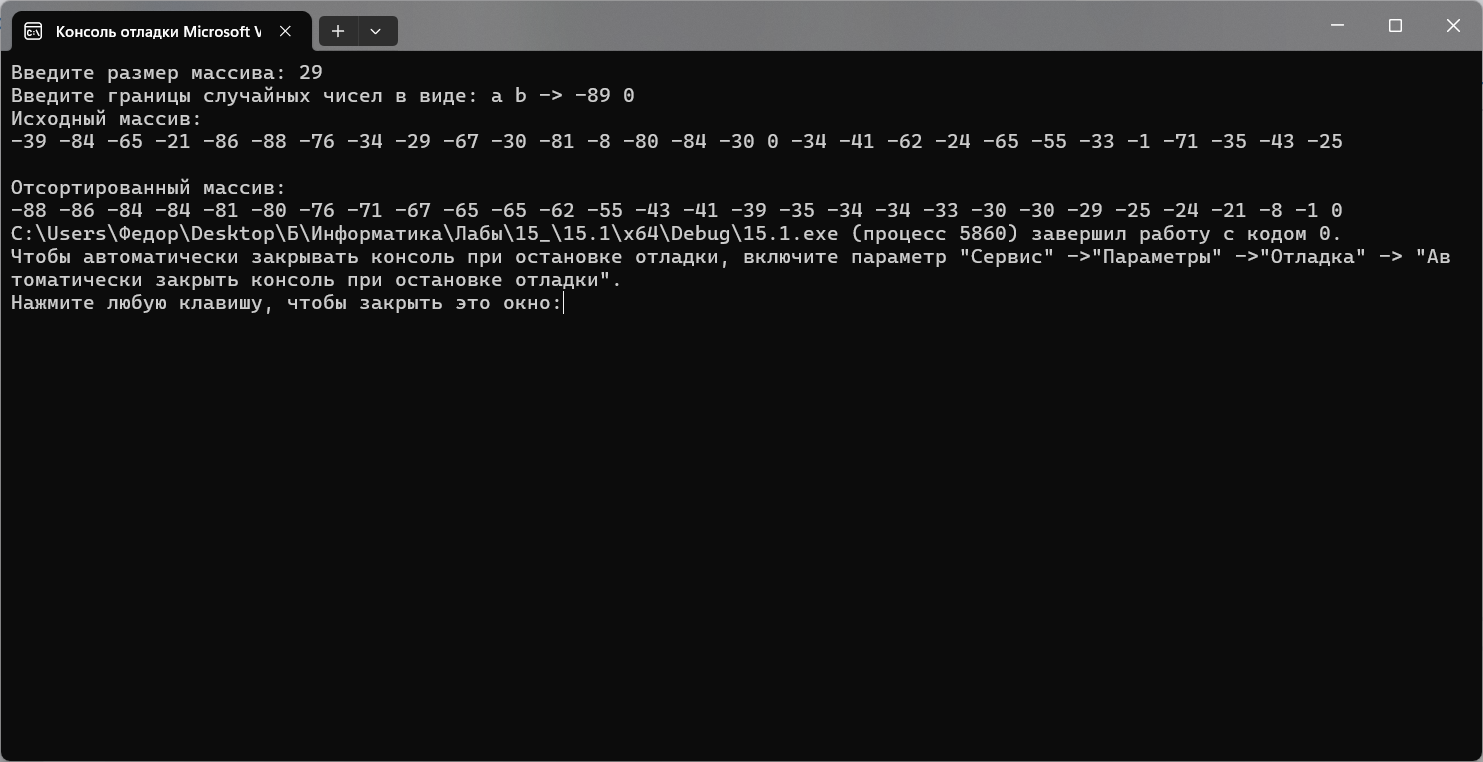 Консоль отладки Microsoft V
Введите размер массива: 29
Введите границы случайных чисел в виде: a b -> -89 0
Исходный массив:
-39 -84 -65 -21 -86 -88 -76 -34 -29 -67 -30 -81 -8 -80 -84 -30 0 -34 -41 -62 -24 -65 -55 -33 -1 -71 -35 -43 -25
Отсортированный массив:
-88 -86 -84 -84 -81 -80 -76 -71 -67 -65 -65 -62 -55 -43 -41 -39 -35 -34 -34 -33 -30 -30 -29 -25 -24 -21 -8 -1 0
C:\Users\Федор\Desktop\Б\Информатика\Лабы\15_\15.1\x64\Debug\15.1.exe (процесс 5860) завершил работу с кодом 0.
Чтобы автоматически закрывать консоль при остановке отладки, включите параметр "Сервис" ->"Параметры" ->"Отладка" -> "Ав
томатически закрыть консоль при остановке отладки".
Нажмите любую клавишу, чтобы закрыть это окно: